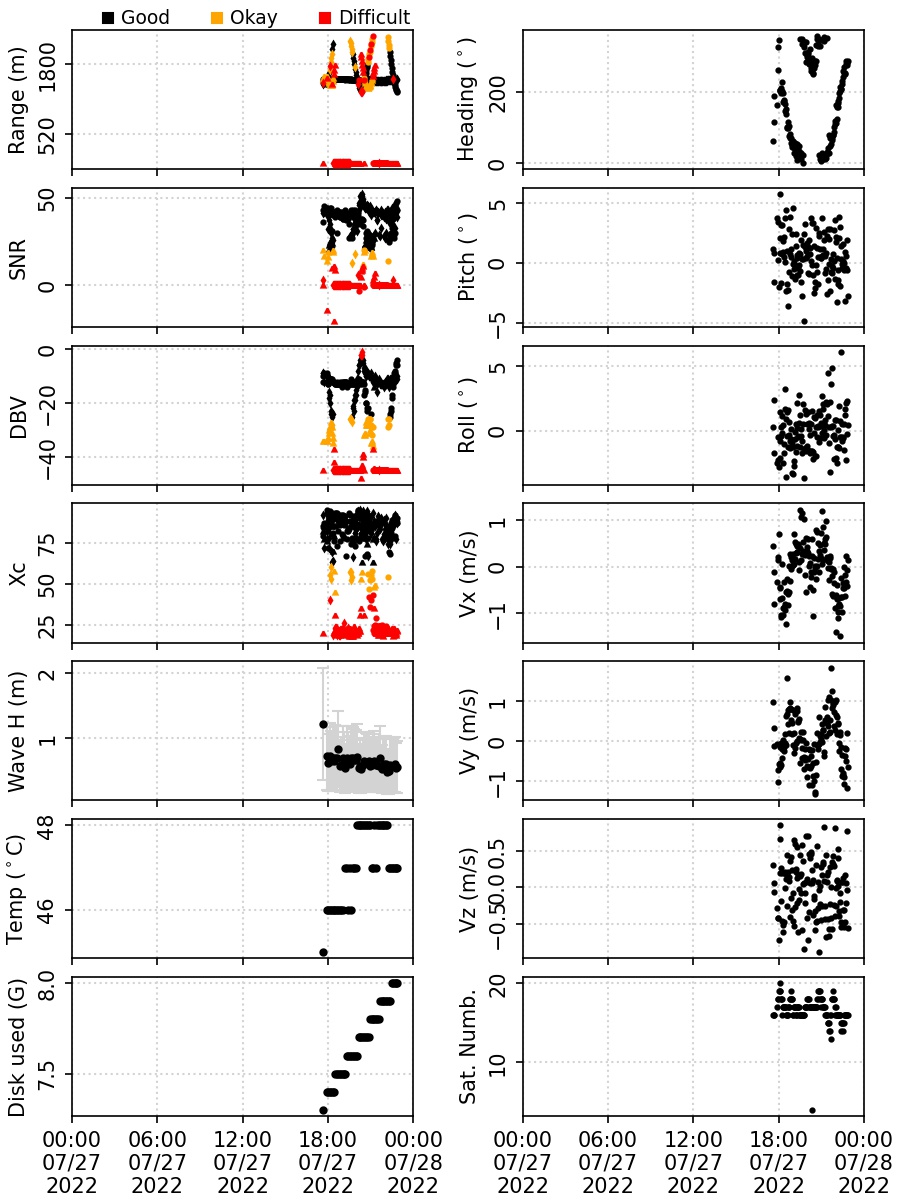 Good Okay Difficult
Range (m)
1800
520
Heading (°)
200
0
SNR
50
0
Pitch (°)
5
0
−5
DBV
0
−20
−40
Roll (°)
5
0
Xc
75
50
25
Vx (m/s)
1
0
−1
Wave H (m)
2
1
Vy (m/s)
1
0
−1
Temp (°C)
48
46
Vz (m/s)
0.5
0.0
−0.5
Disk used (G)
8.0
7.5
Sat. Numb.
20
10
00:00 06:00 12:00 18:00 00:00
07/27 07/27 07/27 07/27 07/28
2022 2022 2022 2022 2022
00:00 06:00 12:00 18:00 00:00
07/27 07/27 07/27 07/27 07/28
2022 2022 2022 2022 2022